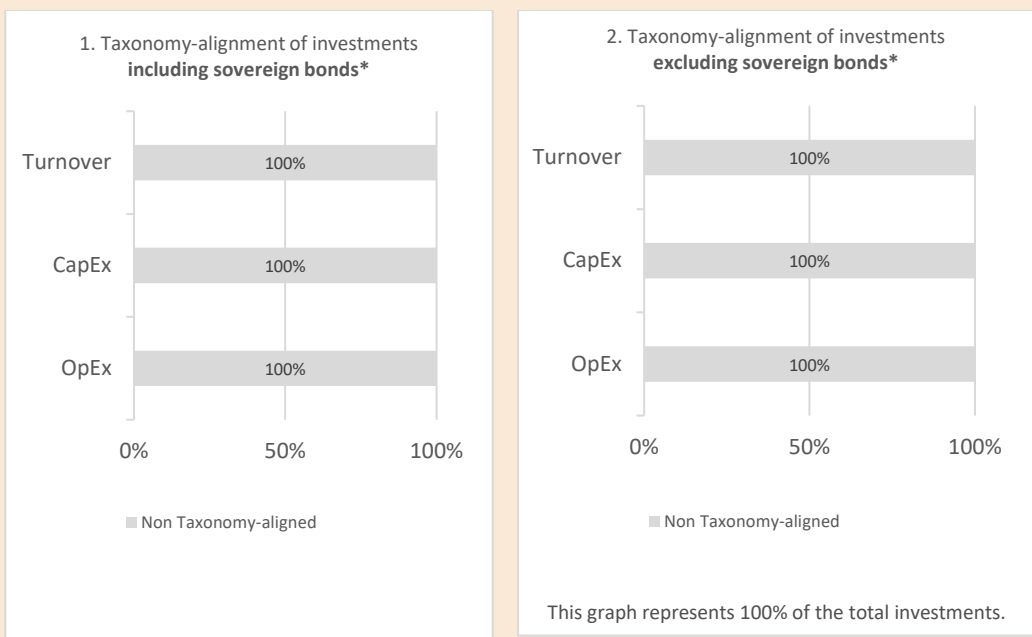 1. Taxonomy-alignment of investments
including sovereign bonds*
Turnover
100%
CapEx
100%
OpEx
100%
0%
50%
100%
Non Taxonomy-aligned
2. Taxonomy-alignment of investments
excluding sovereign bonds*
Turnover
100%
CapEx
100%
OpEx
100%
0%
50%
100%
Non Taxonomy-aligned
This graph represents 100% of the total investments.